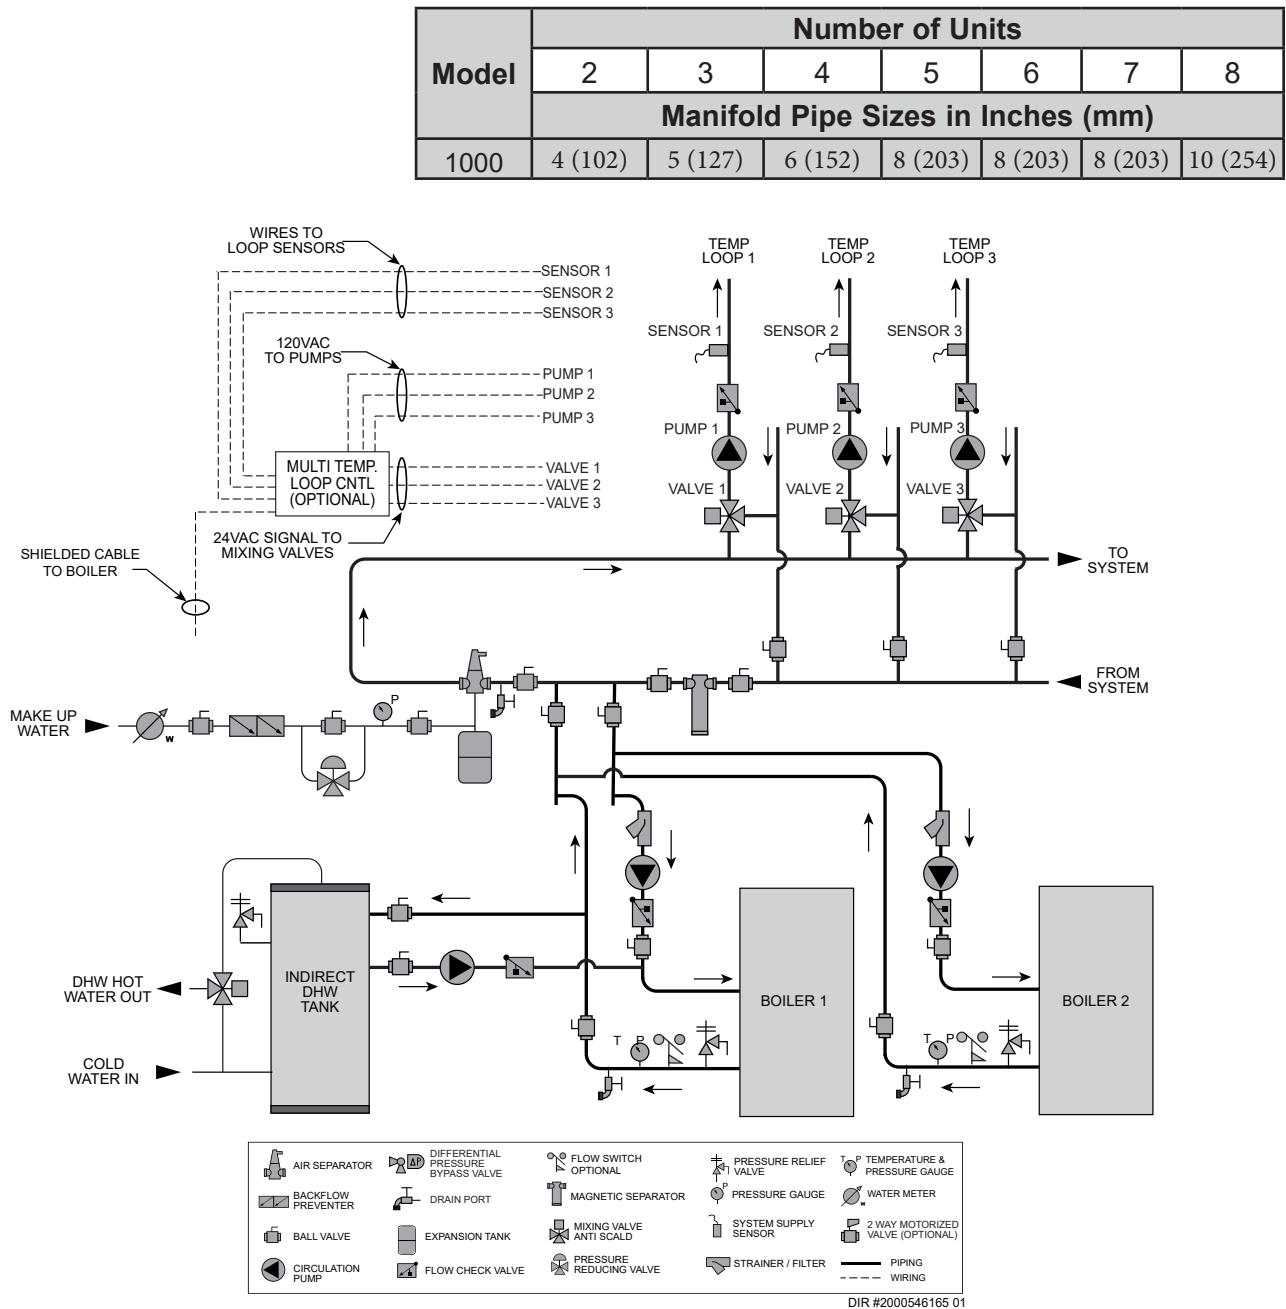 Number of Units
Model 2 3 4 5 6 7 8
Manifold Pipe Sizes in Inches (mm)
1000 4 (102) 5 (127) 6 (152) 8 (203) 8 (203) 8 (203) 10 (254)
WIRES TO
LOOP SENSORS
SENSOR 1
SENSOR 2
SENSOR 3
120VAC
TO PUMPS
PUMP 1
PUMP 2
PUMP 3
MULTI TEMP.
LOOP CNTL
(OPTIONAL)
VALVE 1
VALVE 2
VALVE 3
24VAC SIGNAL TO
MIXING VALVES
SHIELDED CABLE
TO BOILER
TEMP
LOOP 1
TEMP
LOOP 2
TEMP
LOOP 3
SENSOR 1
SENSOR 2
SENSOR 3
PUMP 1
PUMP 2
PUMP 3
VALVE 1
VALVE 2
VALVE 3
TO
SYSTEM
FROM
SYSTEM
MAKE UP
WATER
w
P
DHW HOT
WATER OUT
COLD
WATER IN
INDIRECT
DHW
TANK
BOILER 1
BOILER 2
T P
T P
AIR SEPARATOR
BACKFLOW
PREVENTER
BALL VALVE
CIRCULATION
PUMP
DIFFERENTIAL
PRESSURE
BYPASS VALVE
ΔP
DRAIN PORT
EXPANSION TANK
FLOW CHECK VALVE
FLOW SWITCH
OPTIONAL
MAGNETIC SEPARATOR
MIXING VALVE
ANTI SCALD
PRESSURE
REDUCING VALVE
PRESSURE RELIEF
VALVE
P
PRESSURE GAUGE
SYSTEM SUPPLY
SENSOR
STRAINER / FILTER
T P
TEMPERATURE &
PRESSURE GAUGE
w
WATER METER
2 WAY MOTORIZED
VALVE (OPTIONAL)
PIPING
WIRING
DIR #2000546165 01